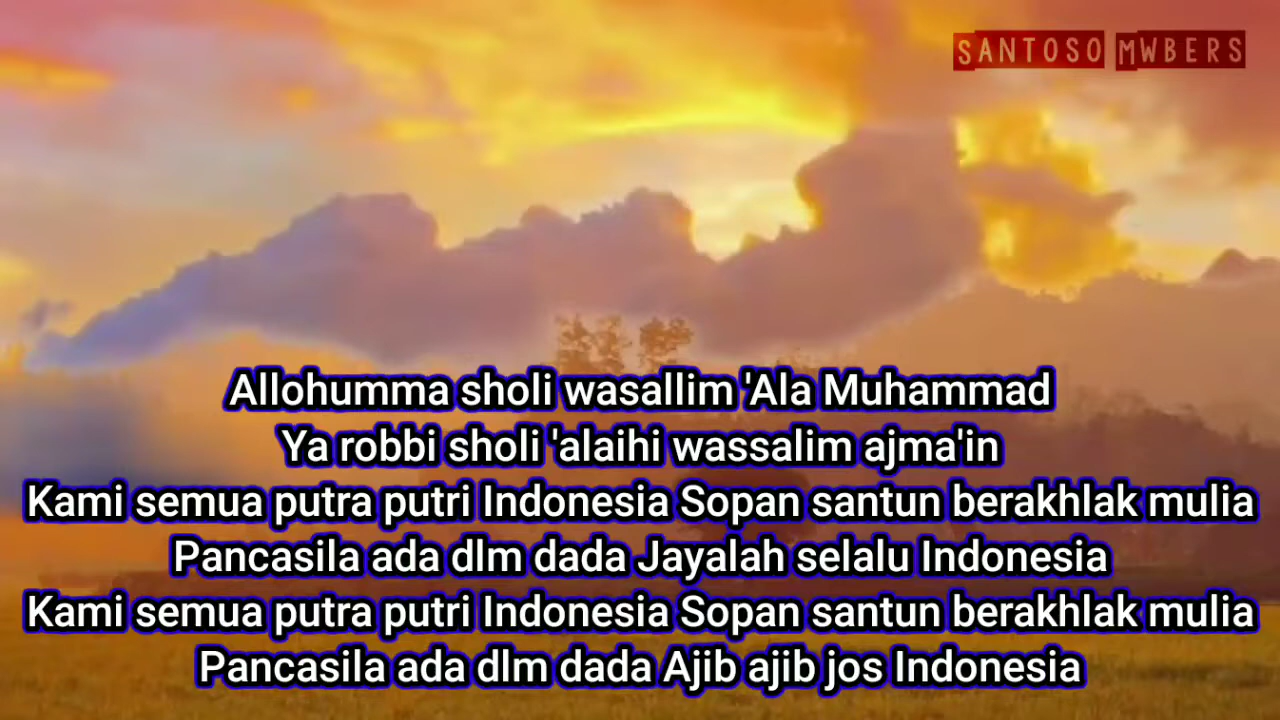 SANTOSO MWBERS
Allohumma sholi wasallim 'Ala Muhammad
Ya robbi sholi 'alaihi wassalim ajma'in
Kami semua putra putri Indonesia Sopan santun berakhlak mulia
Pancasila ada dlm dada Jayalah selalu Indonesia
Kami semua putra putri Indonesia Sopan santun berakhlak mulia
Pancasila ada dlm dada Ajib ajib jos Indonesia